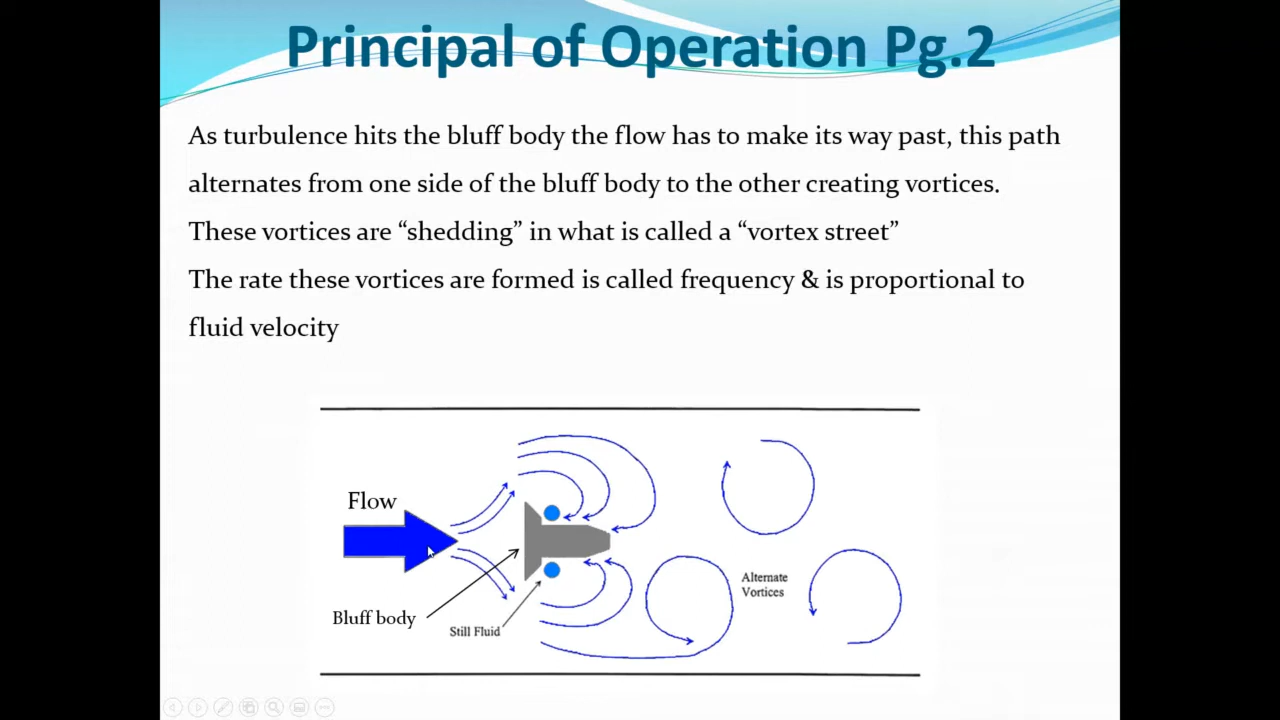 Principal of Operation Pg.2
As turbulence hits the bluff body the flow has to make its way past, this path
alternates from one side of the bluff body to the other creating vortices.
These vortices are “shedding” in what is called a “vortex street”
The rate these vortices are formed is called frequency & is proportional to
fluid velocity
Flow
Bluff body
Still Fluid
Alternate
Vortices